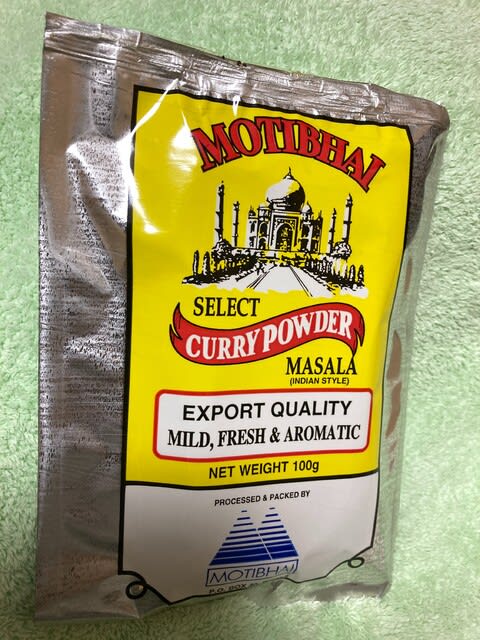 MOTIBHAI
SELECT
CURRY POWDER
MASALA
(INDIAN STYLE)
EXPORT QUALITY
MILD, FRESH & AROMATIC
NET WEIGHT 100g
PROCESSED & PACKED BY
MOTIBHAI
P.O. BOX